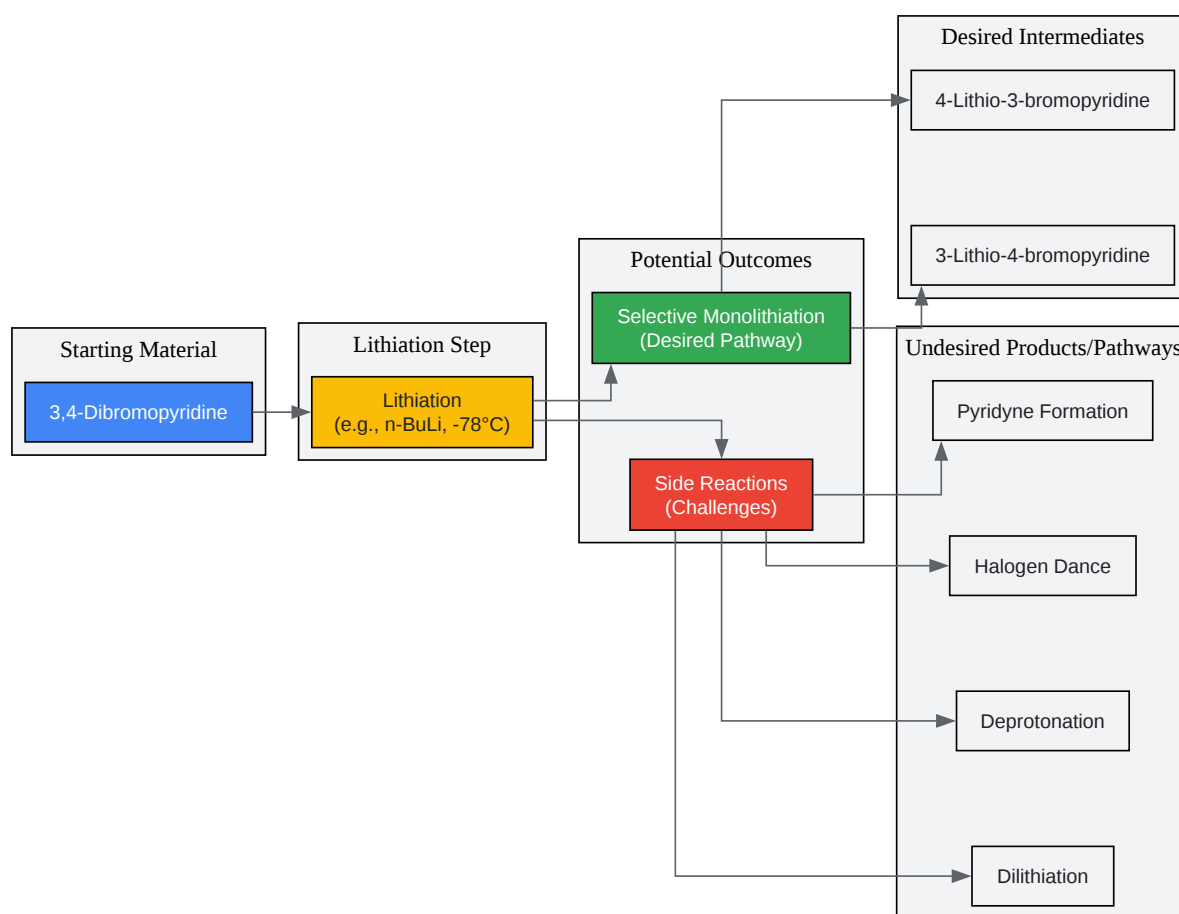 Starting Material
3,4-Dibromopyridine
Lithiation Step
Lithiation
(e.g., n-BuLi, -78°C)
Potential Outcomes
Selective Monolithiation
(Desired Pathway)
Side Reactions
(Challenges)
Desired Intermediates
4-Lithio-3-bromopyridine
3-Lithio-4-bromopyridine
Undesired Products/Pathways
Pyridyne Formation
Halogen Dance
Deprotonation
Dilithiation